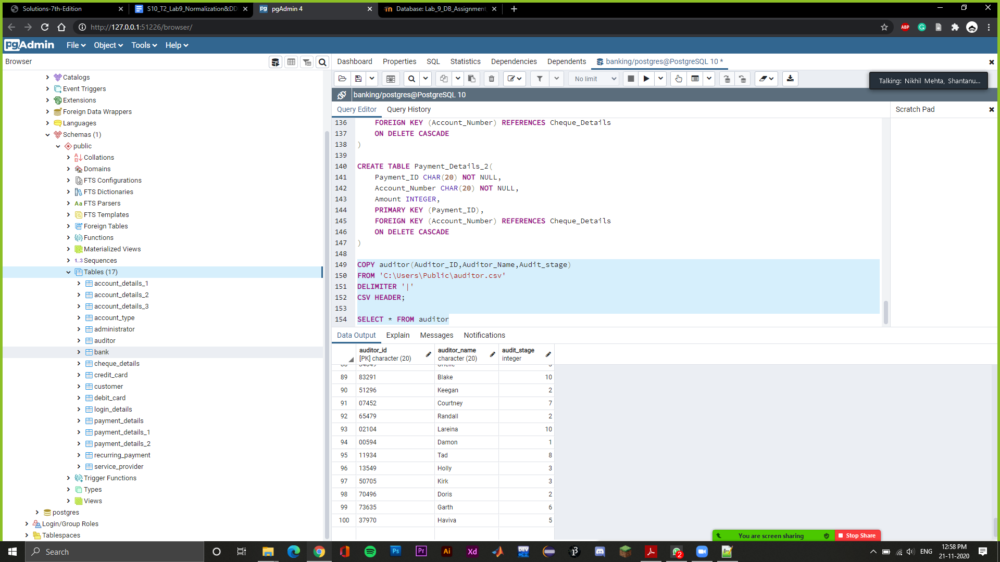 Solutions-7th-Edition
S10_T2_Lab9_Normalization&DD
pgAdmin 4
Database: Lab_9_DB_Assignment
http://127.0.0.1:51226/browser/
ABP
pgAdmin
File Object Tools Help
Browser
Dashboard Properties SQL Statistics Dependencies Dependents banking/postgres@PostgreSQL 10 *
No limit
Talking: Nikhil Mehta, Shantanu...
banking/postgres@PostgreSQL 10
Query Editor Query History
Scratch Pad
Catalogs
Event Triggers
Extensions
Foreign Data Wrappers
Languages
Schemas (1)
public
Collations
Domains
FTS Configurations
FTS Dictionaries
Aa FTS Parsers
FTS Templates
Foreign Tables
Functions
Materialized Views
1..3 Sequences
Tables (17)
account_details_1
account_details_2
account_details_3
account_type
administrator
auditor
bank
cheque_details
credit_card
customer
debit_card
login_details
payment_details
payment_details_1
payment_details_2
recurring_payment
service_provider
Trigger Functions
Types
Views
postgres
Login/Group Roles
Tablespaces
136 FOREIGN KEY (Account_Number) REFERENCES Cheque_Details
137 ON DELETE CASCADE
138 )
139
140 CREATE TABLE Payment_Details_2(
141 Payment_ID CHAR(20) NOT NULL,
142 Account_Number CHAR(20) NOT NULL,
143 Amount INTEGER,
144 PRIMARY KEY (Payment_ID),
145 FOREIGN KEY (Account_Number) REFERENCES Cheque_Details
146 ON DELETE CASCADE
147 )
148
149 COPY auditor(Auditor_ID,Auditor_Name,Audit_stage)
150 FROM 'C:\Users\Public\auditor.csv'
151 DELIMITER '|'
152 CSV HEADER;
153
154 SELECT * FROM auditor
Data Output Explain Messages Notifications
auditor_id auditor_name audit_stage
[PK] character (20) character (20) integer
89 83291 Blake 10
90 51296 Keegan 2
91 07452 Courtney 7
92 65479 Randall 2
93 02104 Lareina 10
94 00594 Damon 1
95 11934 Tad 8
96 13549 Holly 3
97 50705 Kirk 3
98 70496 Doris 2
99 73635 Garth 6
100 37970 Haviva 5
You are screen sharing Stop Share
Search
Ps
Pr
Ai
Xd
DEV
2
ENG
12:58 PM
21-11-2020